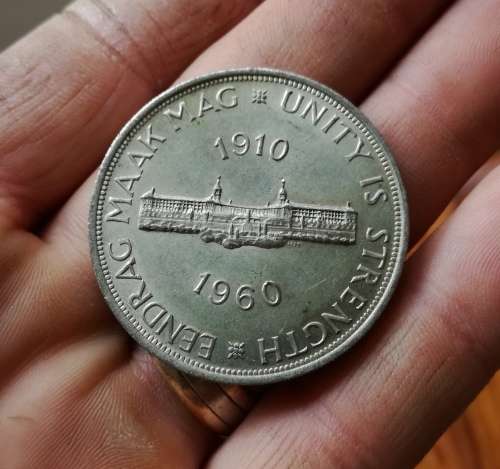 EENDRAG MAAK MAG ※ UNITY IS STRENGTH ※
1910
1960